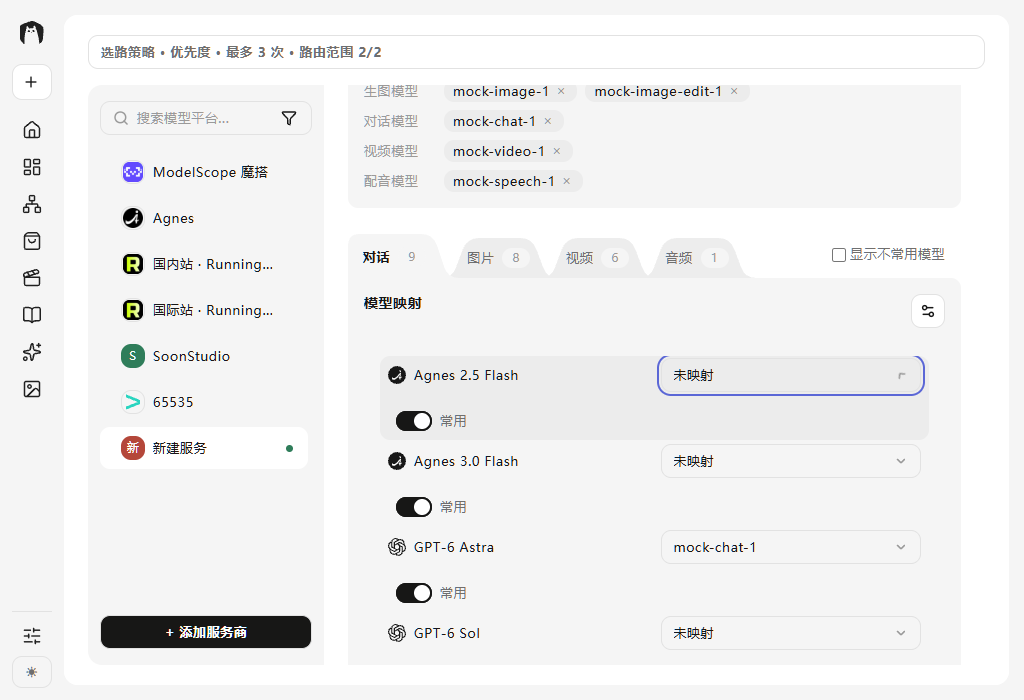 选路策略 • 优先度 • 最多 3 次 • 路由范围 2/2
搜索模型平台...
ModelScope 魔搭
Agnes
国内站 · Running...
国际站 · Running...
S SoonStudio
65535
新 新建服务
+ 添加服务商
生图模型 mock-image-1 × mock-image-edit-1 ×
对话模型 mock-chat-1 ×
视频模型 mock-video-1 ×
配音模型 mock-speech-1 ×
对话 9 图片 8 视频 6 音频 1 显示不常用模型
模型映射
Agnes 2.5 Flash 未映射
常用
Agnes 3.0 Flash 未映射
常用
GPT-6 Astra mock-chat-1
常用
GPT-6 Sol 未映射